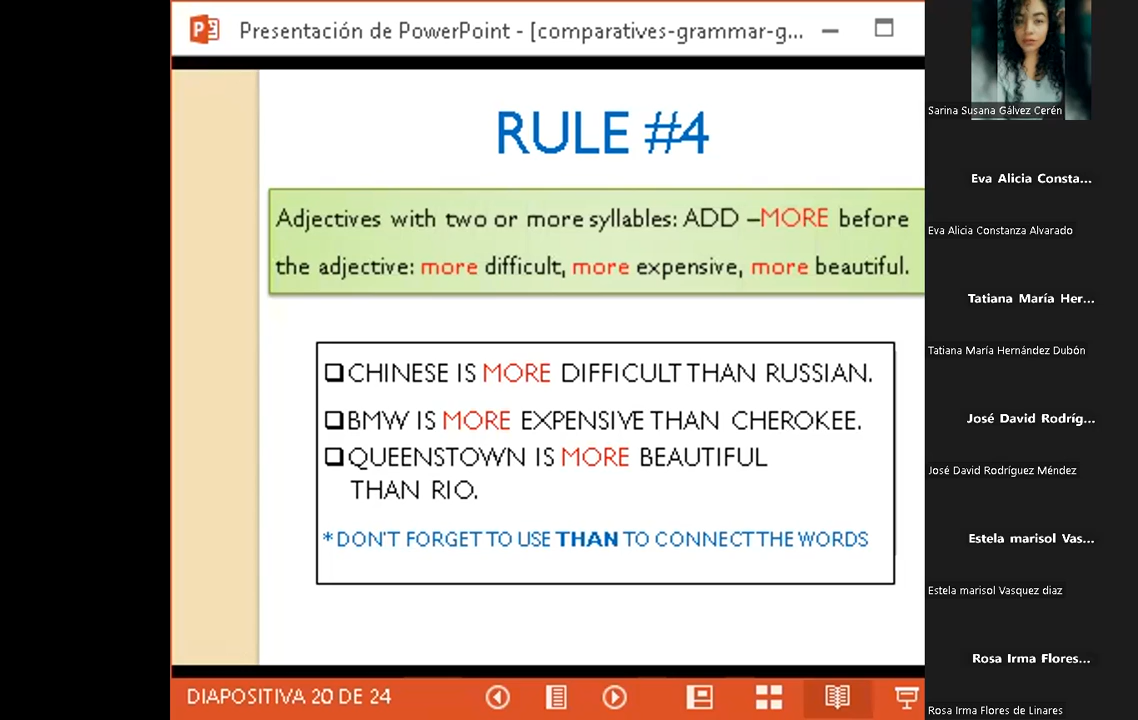 Presentación de PowerPoint - [comparatives-grammar-g...
RULE #4
Adjectives with two or more syllables: ADD –MORE before
the adjective: more difficult, more expensive, more beautiful.
CHINESE IS MORE DIFFICULT THAN RUSSIAN.
BMW IS MORE EXPENSIVE THAN CHEROKEE.
QUEENSTOWN IS MORE BEAUTIFUL
THAN RIO.
*DON'T FORGET TO USE THAN TO CONNECT THE WORDS
DIAPOSITIVA 20 DE 24
Sarina Susana Gálvez Cerén
Eva Alicia Consta...
Eva Alicia Constanza Alvarado
Tatiana María Her...
Tatiana María Hernández Dubón
José David Rodríg...
José David Rodríguez Méndez
Estela marisol Vas...
Estela marisol Vasquez diaz
Rosa Irma Flores...
Rosa Irma Flores de Linares